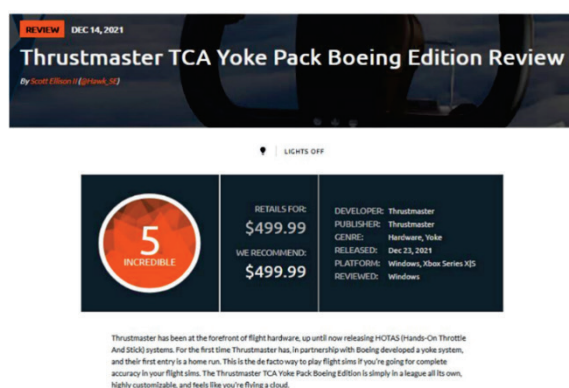 REVIEW DEC 14, 2021
Thrustmaster TCA Yoke Pack Boeing Edition Review
By Scott Ellison II (@Hawk_SE)
LIGHTS OFF
5
INCREDIBLE
RETAILS FOR:
$499.99
WE RECOMMEND:
$499.99
DEVELOPER: Thrustmaster
PUBLISHER: Thrustmaster
GENRE: Hardware, Yoke
RELEASED: Dec 23, 2021
PLATFORM: Windows, Xbox Series X|S
REVIEWED: Windows
Thrustmaster has been at the forefront of flight hardware, up until now releasing HOTAS (Hands-On Throttle
And Stick) systems. For the first time Thrustmaster has, in partnership with Boeing developed a yoke system,
and their first entry is a home run. This is the de facto way to play flight sims if you're going for complete
accuracy in your flight sims. The Thrustmaster TCA Yoke Pack Boeing Edition is simply in a league all its own,
highly customizable, and feels like you're flying a cloud.